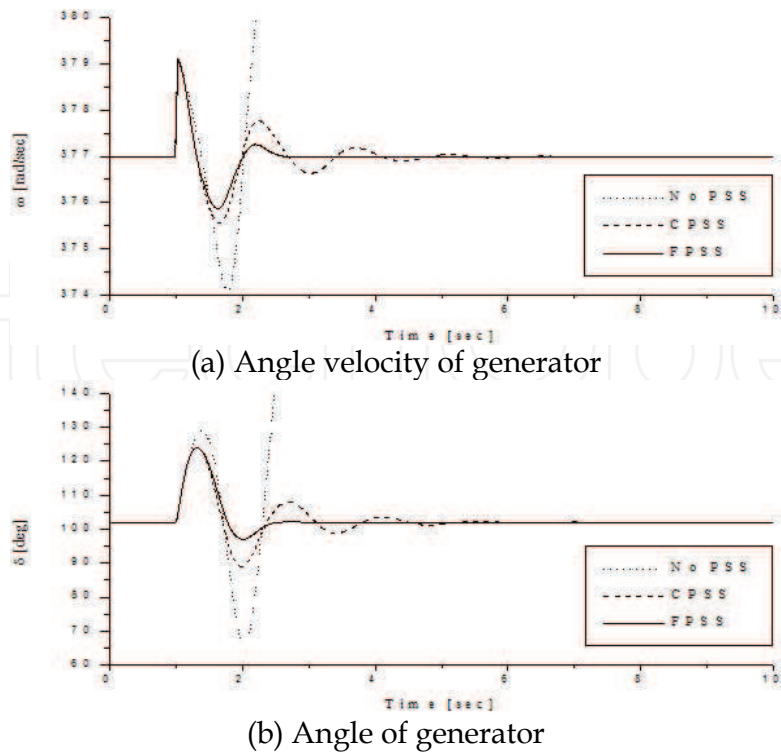 380
379
378
377
376
375
374
ω [rad/sec]
No PSS
CPSS
FPSS
0 2 4 6 8 10
Time [sec]
(a) Angle velocity of generator
140
130
120
110
100
90
80
70
60
δ [deg]
No PSS
CPSS
FPSS
0 2 4 6 8 10
Time [sec]
(b) Angle of generator